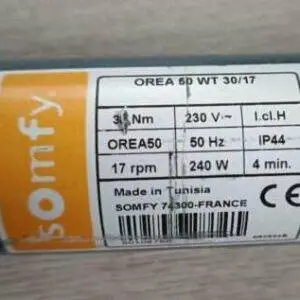 somfy
OREA 50 WT 30/17
30 Nm 230 V~ I.cl.H
OREA50 50 Hz IP44
17 rpm 240 W 4 min.
Made in Tunisia
SOMFY 74300-FRANCE
CE